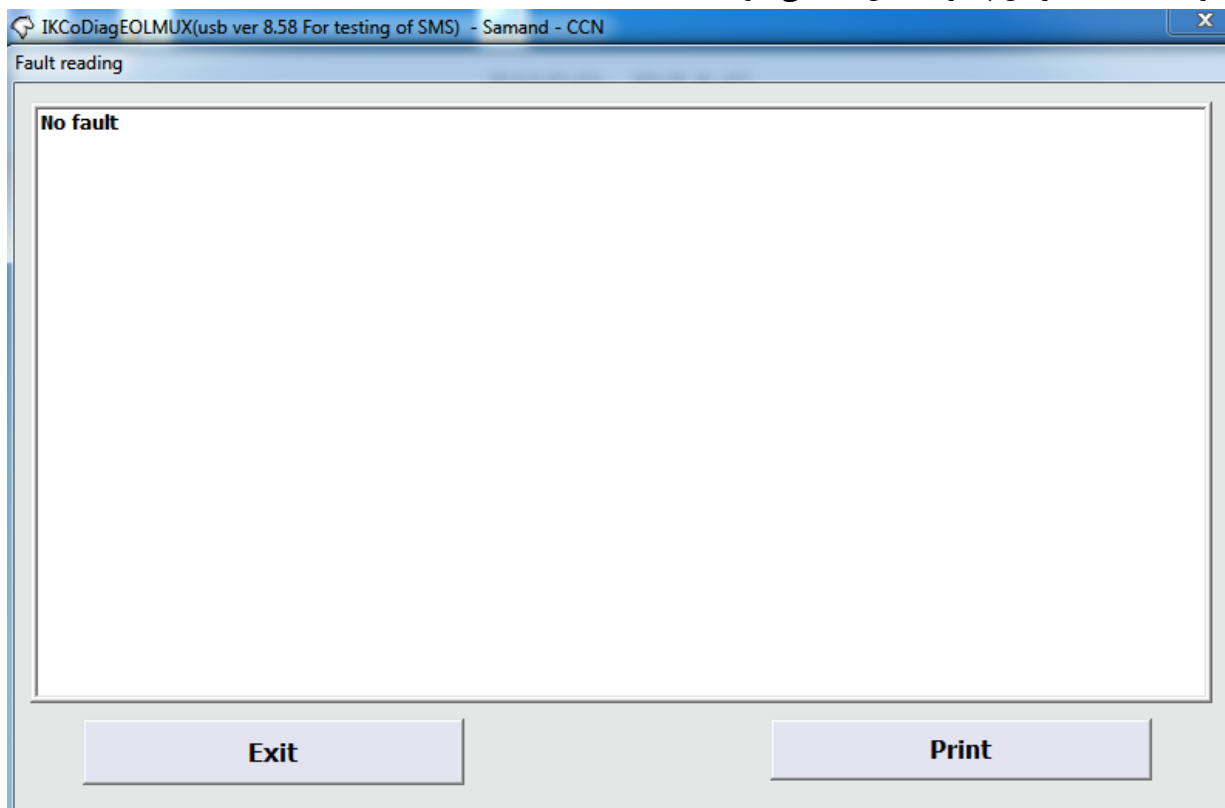 IKCoDiagEOLMUX(usb ver 8.58 For testing of SMS) - Samand - CCN
Fault reading
No fault
Exit
Print